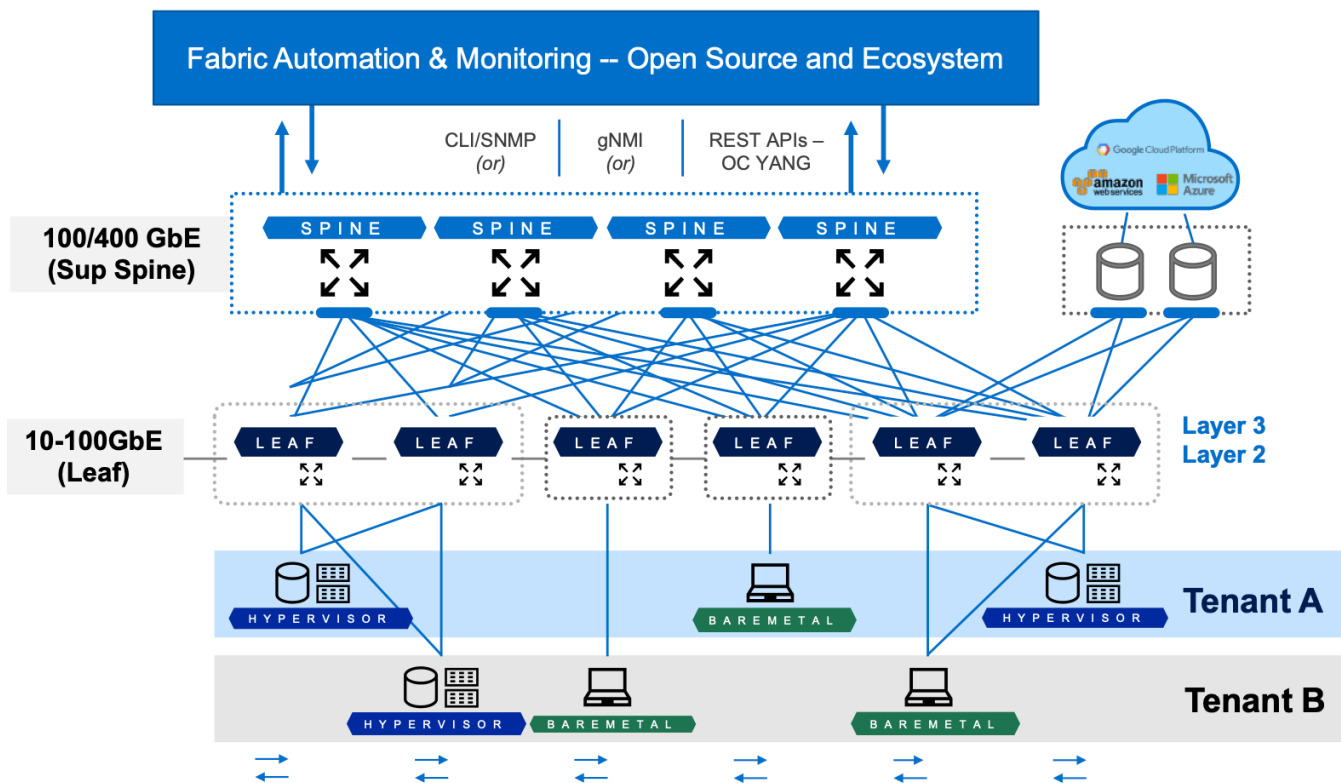 Fabric Automation & Monitoring -- Open Source and Ecosystem
CLI/SNMP
(or)
gNMI
(or)
REST APIs –
OC YANG
Google Cloud Platform
amazon
web services
Microsoft
Azure
100/400 GbE
(Sup Spine)
SPINE
SPINE
SPINE
SPINE
10-100GbE
(Leaf)
LEAF
LEAF
LEAF
LEAF
LEAF
LEAF
Layer 3
Layer 2
HYPERVISOR
BAREMETAL
HYPERVISOR
Tenant A
HYPERVISOR
BAREMETAL
BAREMETAL
Tenant B